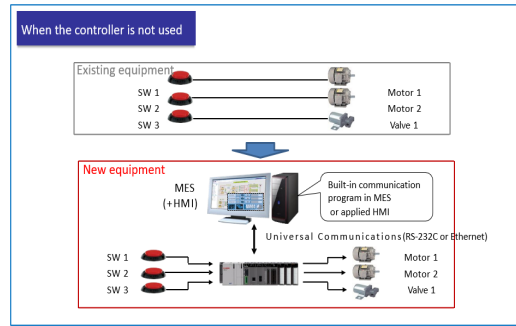 When the controller is not used
Existing equipment
SW 1
Motor 1
SW 2
Motor 2
SW 3
Valve 1
New equipment
MES
(+HMI)
Built-in communication
program in MES
or applied HMI
Universal Communications(RS-232C or Ethernet)
SW 1
Motor 1
SW 2
Motor 2
SW 3
Valve 1